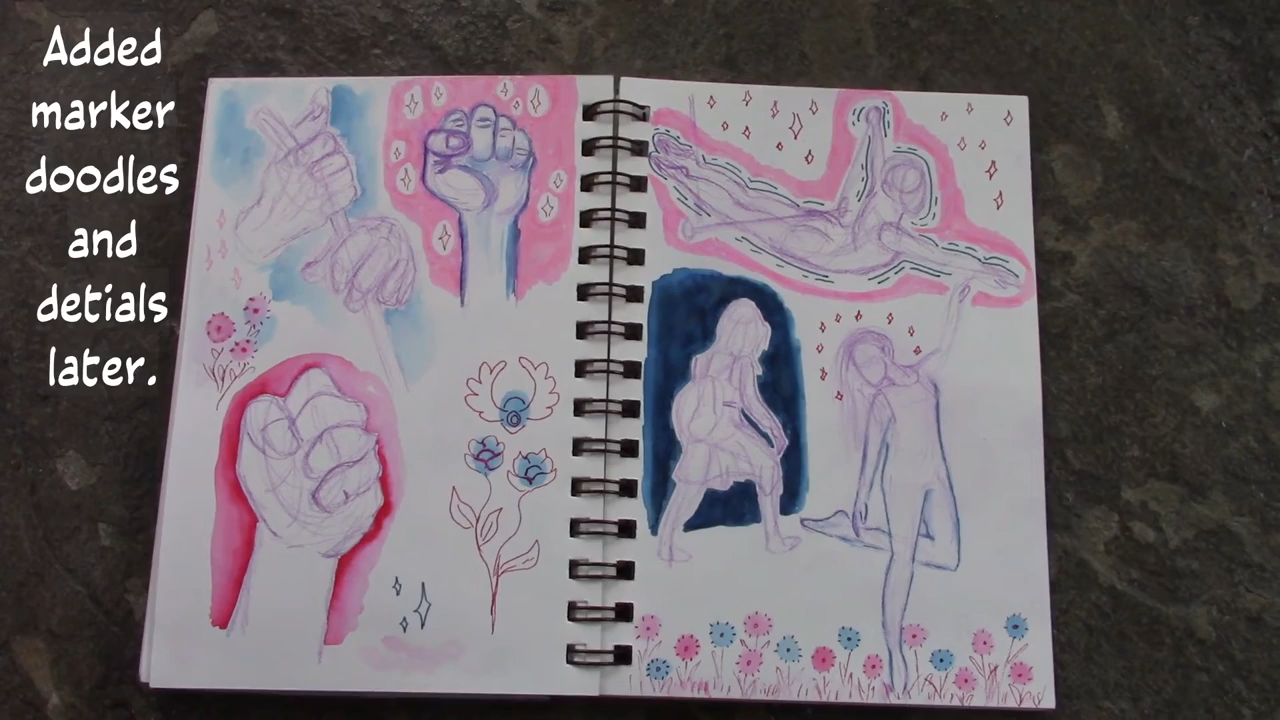 Added
marker
doodles
and
detials
later.